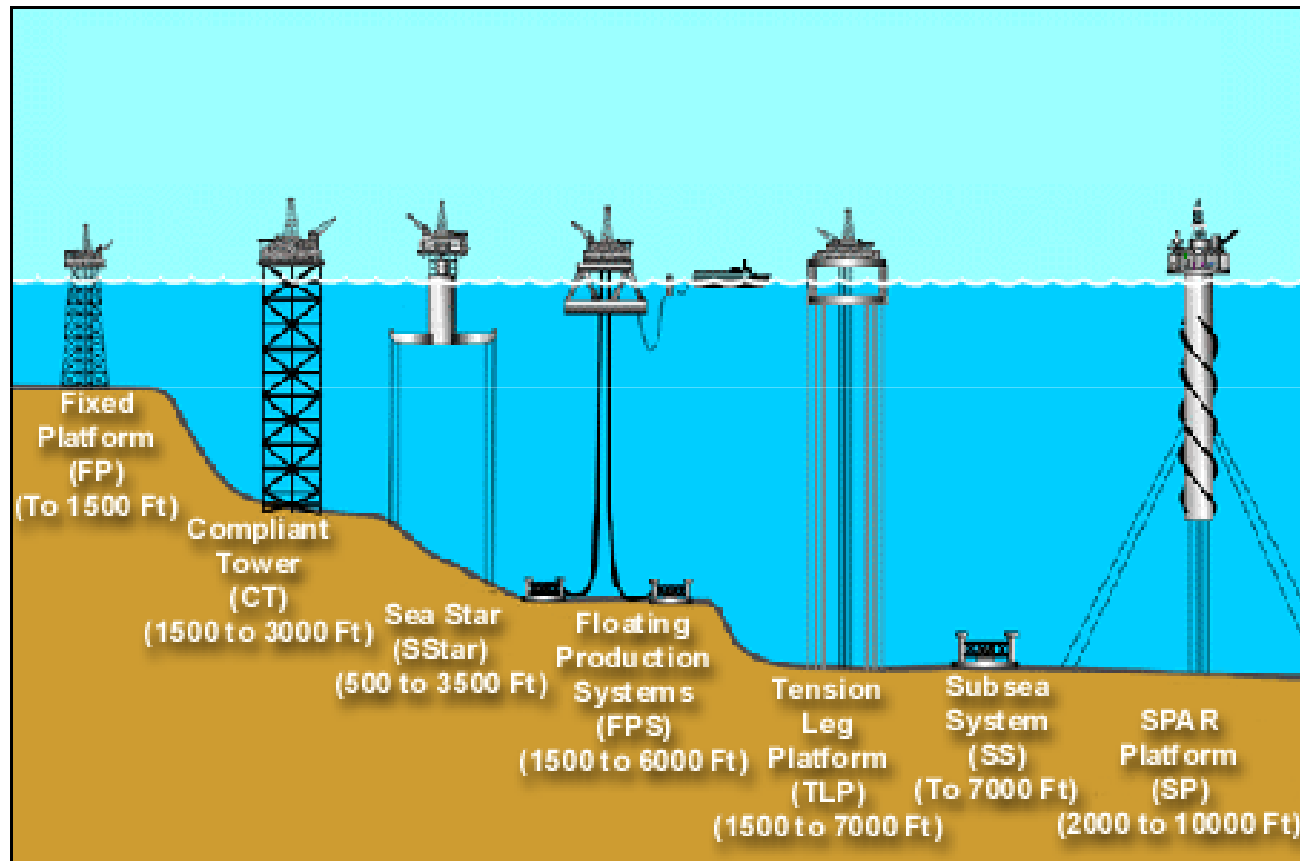 Fixed
Platform
(FP)
(To 1500 Ft)
Compliant
Tower
(CT)
(1500 to 3000 Ft)
Sea Star
(SStar)
(500 to 3500 Ft)
Floating
Production
Systems
(FPS)
(1500 to 6000 Ft)
Tension
Leg
Platform
(TLP)
(1500 to 7000 Ft)
Subsea
System
(SS)
(To 7000 Ft)
SPAR
Platform
(SP)
(2000 to 10000 Ft)